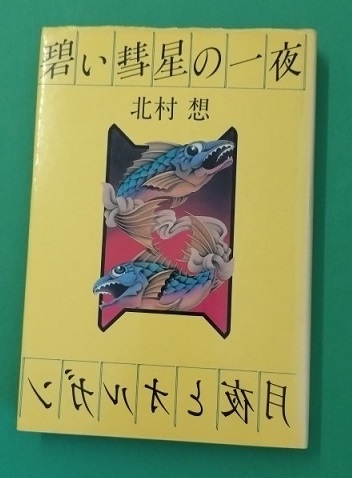 碧い彗星の一夜
北村 想
月夜とオルガン